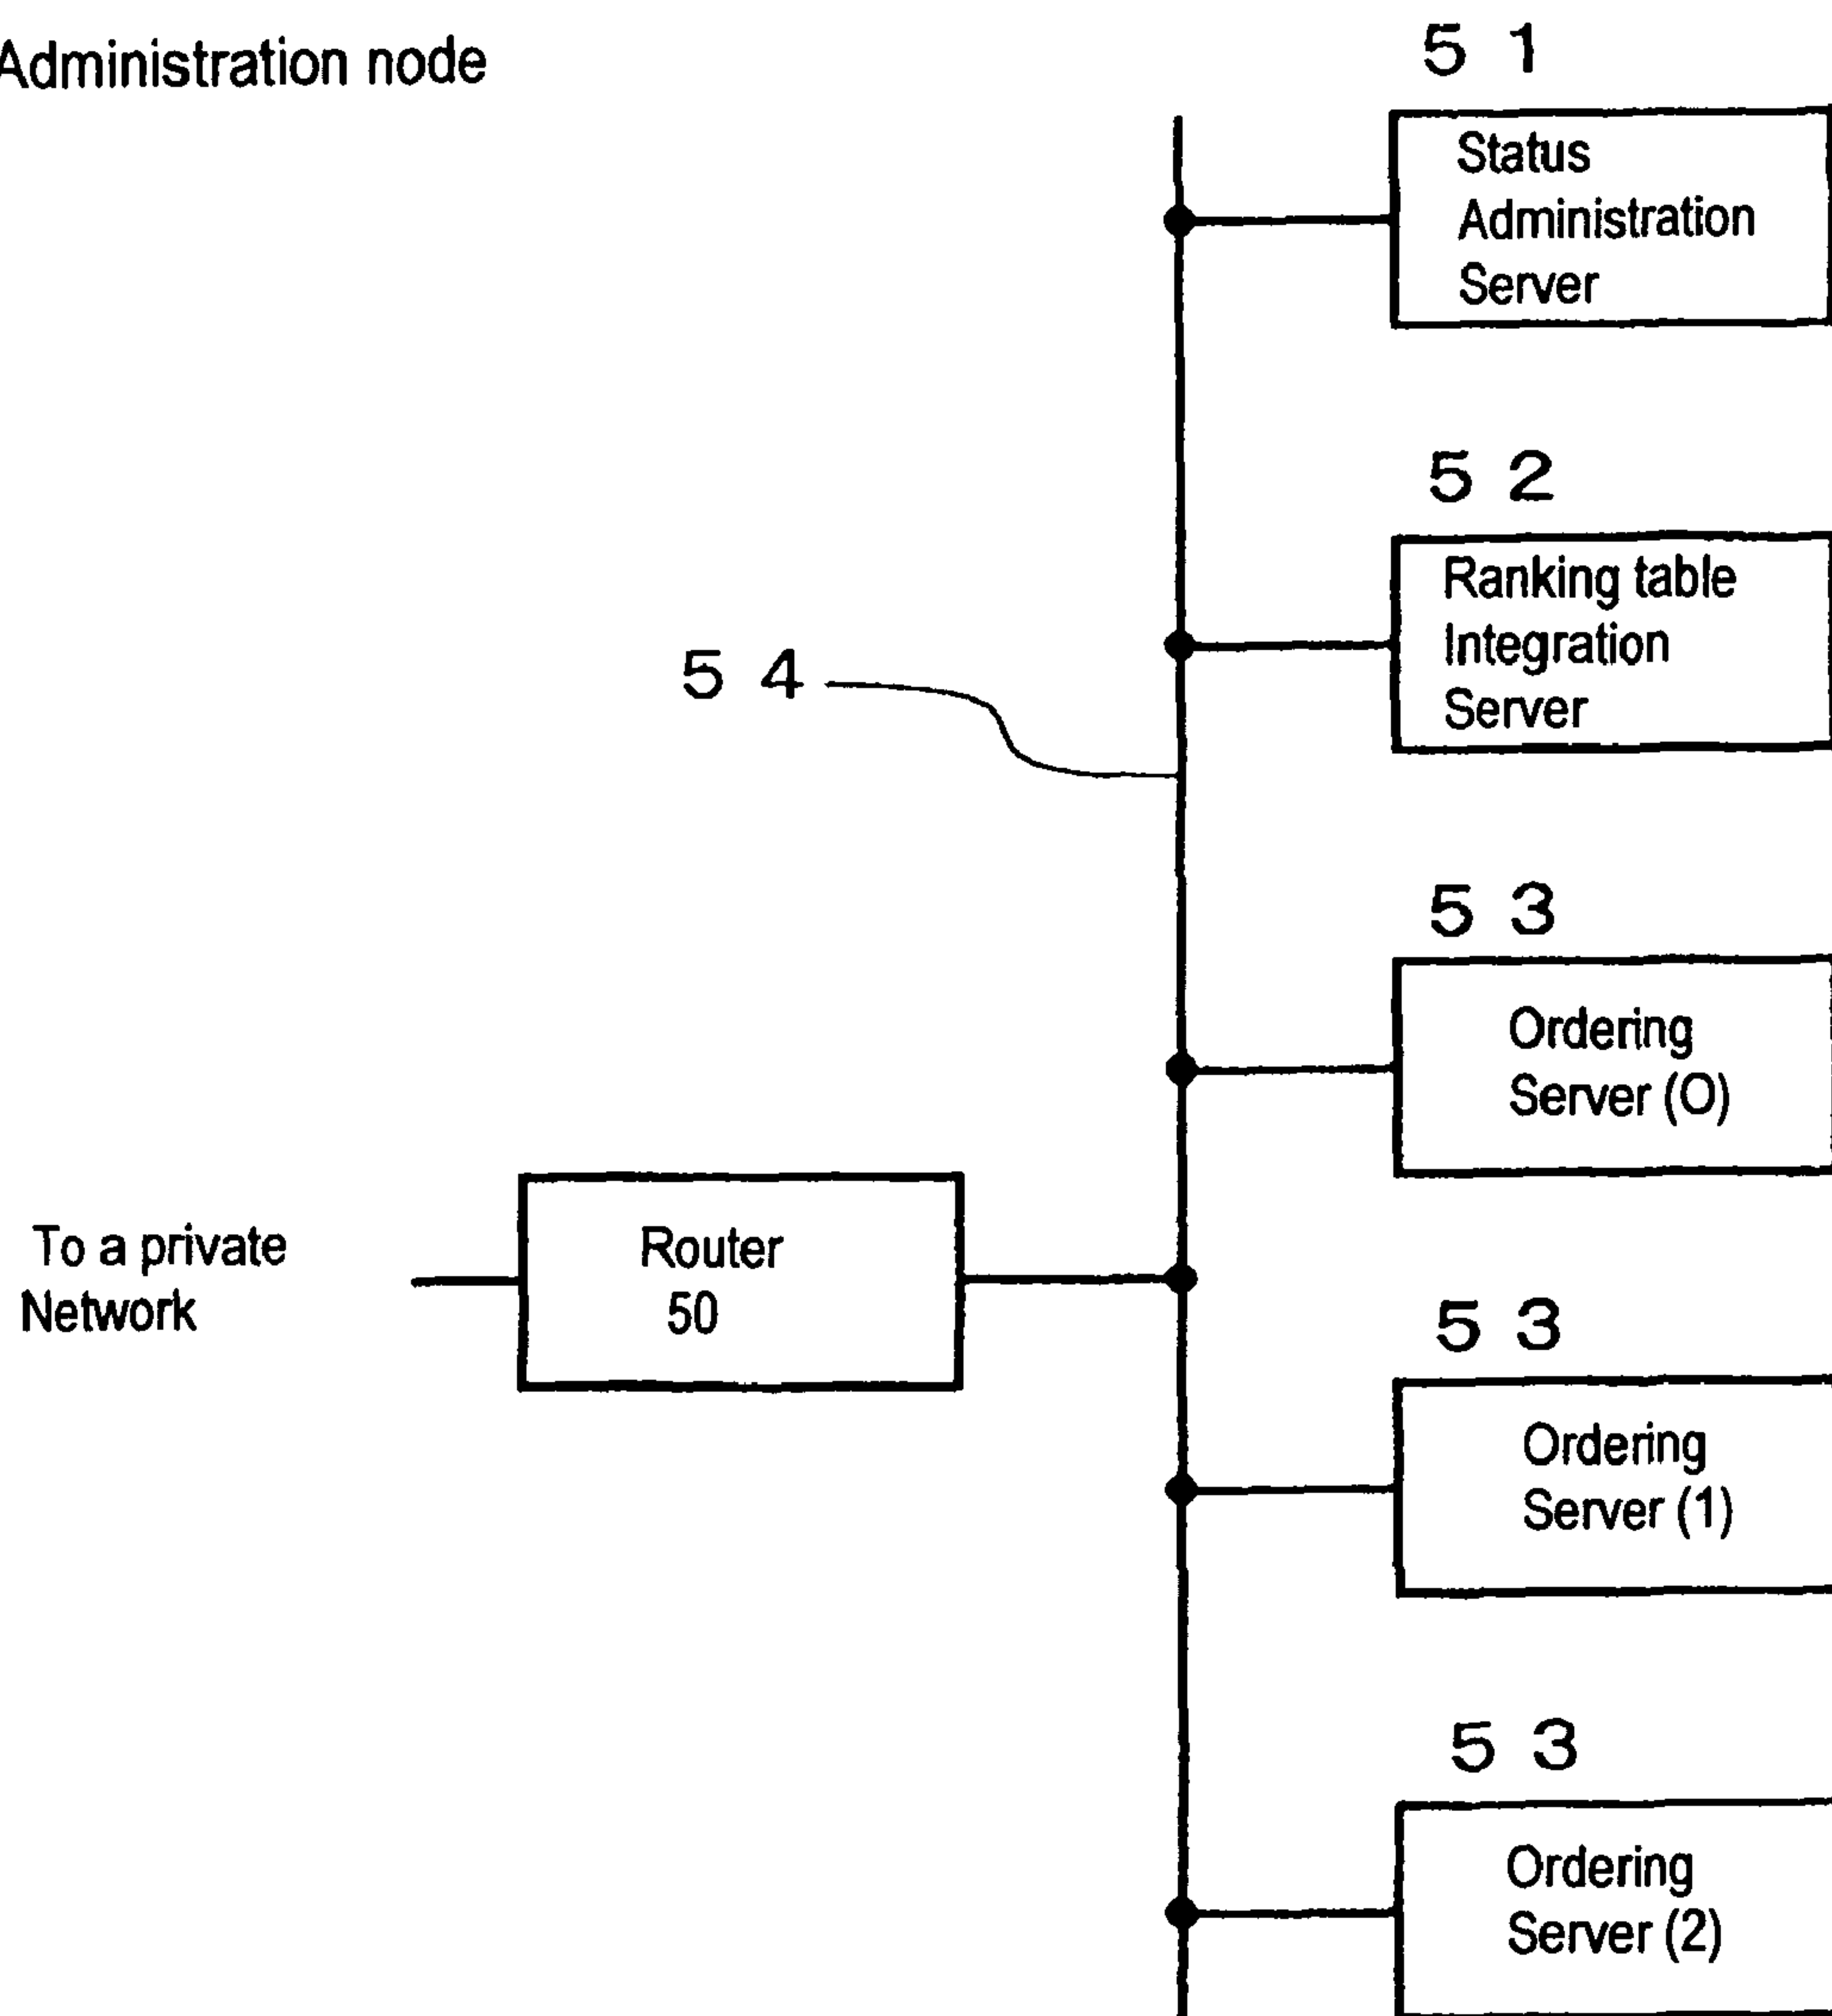 Administration node
5 1
Status
Administration
Server
5 2
Ranking table
Integration
Server
5 4
5 3
Ordering
Server (O)
To a private
Network
Router
50
5 3
Ordering
Server (1)
5 3
Ordering
Server (2)